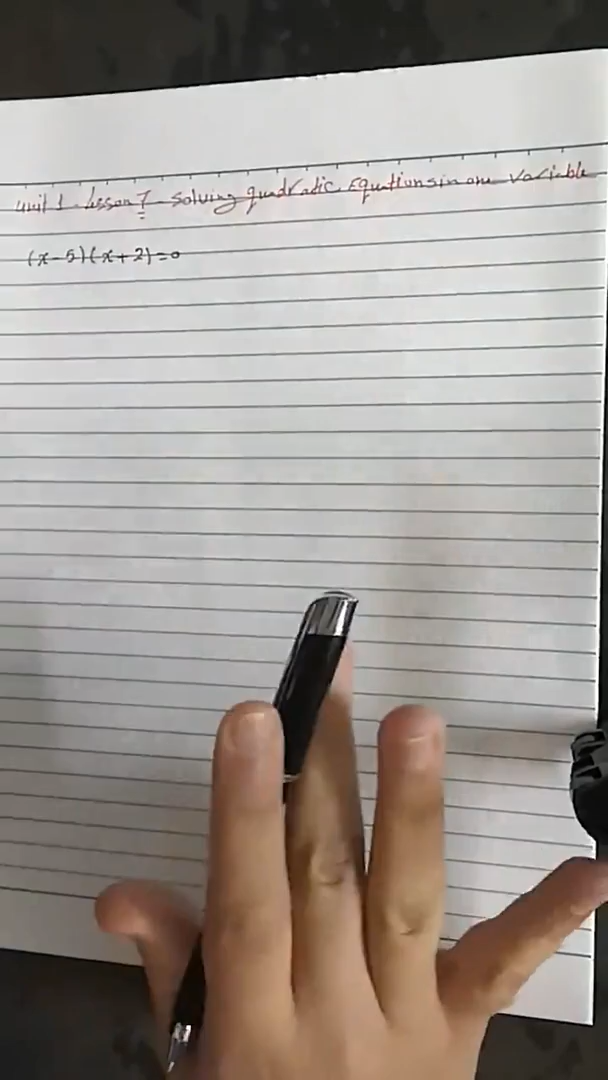 unit 1 - lesson 7 - solving quadratic Equations in one variable
(x-5)(x+2)=0